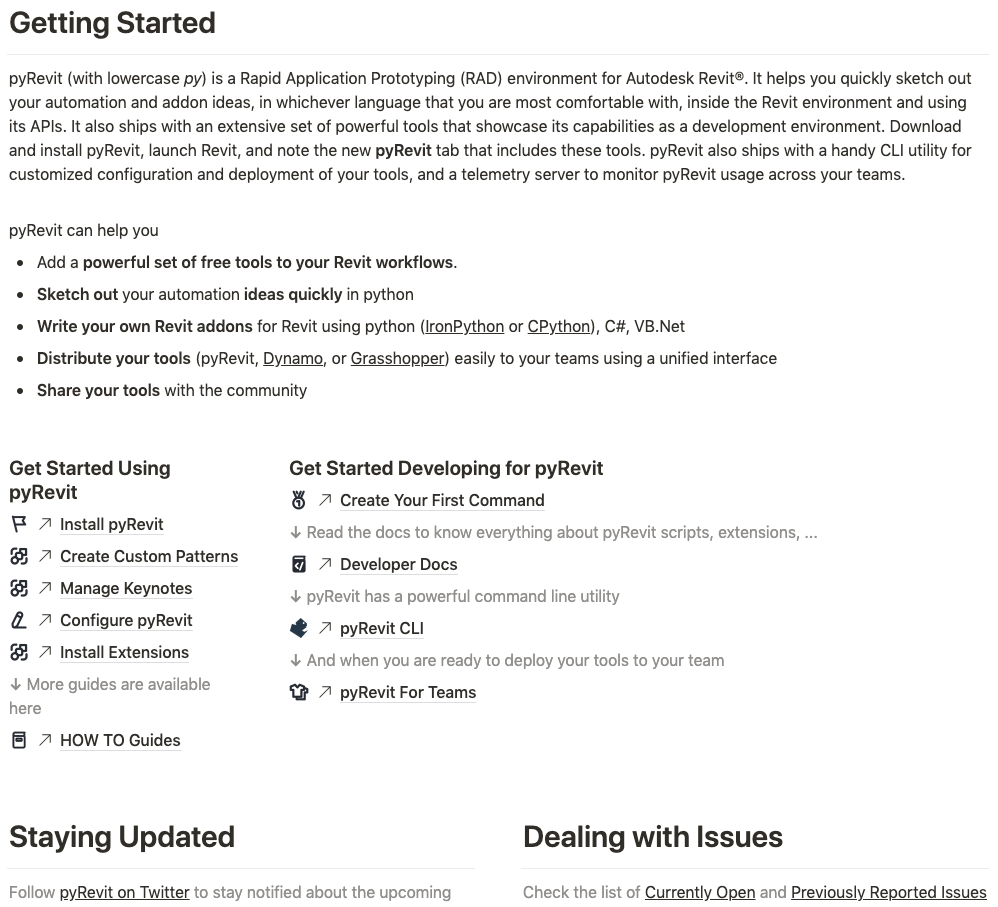 Getting Started
pyRevit (with lowercase py) is a Rapid Application Prototyping (RAD) environment for Autodesk Revit®. It helps you quickly sketch out
your automation and addon ideas, in whichever language that you are most comfortable with, inside the Revit environment and using
its APIs. It also ships with an extensive set of powerful tools that showcase its capabilities as a development environment. Download
and install pyRevit, launch Revit, and note the new pyRevit tab that includes these tools. pyRevit also ships with a handy CLI utility for
customized configuration and deployment of your tools, and a telemetry server to monitor pyRevit usage across your teams.
pyRevit can help you
• Add a powerful set of free tools to your Revit workflows.
• Sketch out your automation ideas quickly in python
• Write your own Revit addons for Revit using python (IronPython or CPython), C#, VB.Net
• Distribute your tools (pyRevit, Dynamo, or Grasshopper) easily to your teams using a unified interface
• Share your tools with the community
Get Started Using
pyRevit
↗ Install pyRevit
↗ Create Custom Patterns
↗ Manage Keynotes
↗ Configure pyRevit
↗ Install Extensions
↓ More guides are available
here
↗ HOW TO Guides
Get Started Developing for pyRevit
↗ Create Your First Command
↓ Read the docs to know everything about pyRevit scripts, extensions, ...
↗ Developer Docs
↓ pyRevit has a powerful command line utility
↗ pyRevit CLI
↓ And when you are ready to deploy your tools to your team
↗ pyRevit For Teams
Staying Updated
Follow pyRevit on Twitter to stay notified about the upcoming
Dealing with Issues
Check the list of Currently Open and Previously Reported Issues